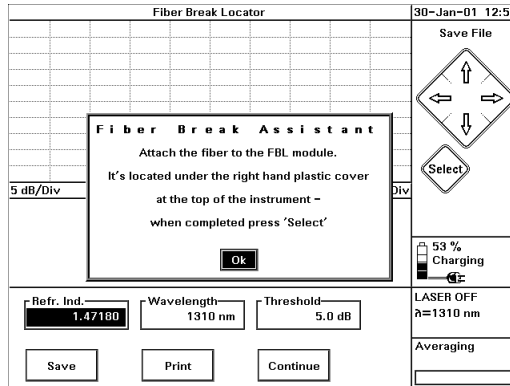 Fiber Break Locator
30-Jan-01 12:5
Save File
Fiber Break Assistant
Attach the fiber to the FBL module.
It's located under the right hand plastic cover
at the top of the instrument -
when completed press 'Select'
Ok
Select
5 dB/Div
Div
53 %
Charging
Refr. Ind.
1.47180
Wavelength
1310 nm
Threshold
5.0 dB
LASER OFF
λ=1310 nm
Averaging
Save
Print
Continue